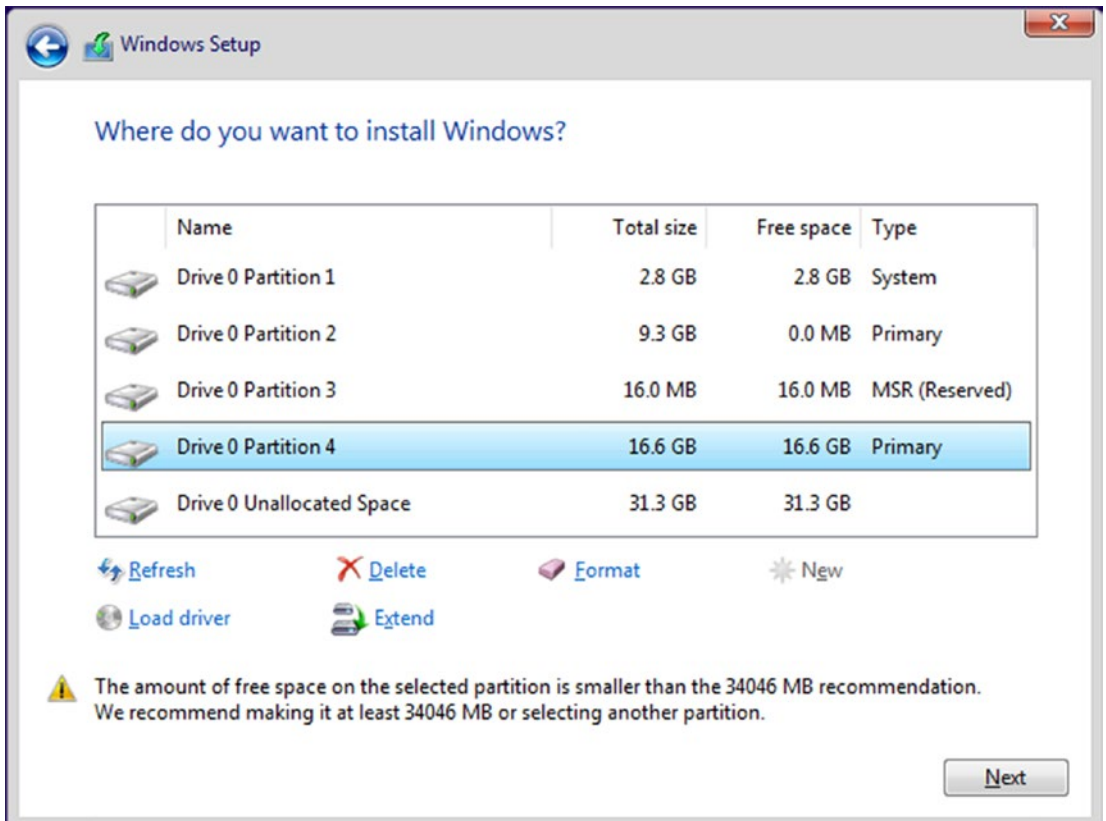 Windows Setup
Where do you want to install Windows?
Name Total size Free space Type
Drive 0 Partition 1 2.8 GB 2.8 GB System
Drive 0 Partition 2 9.3 GB 0.0 MB Primary
Drive 0 Partition 3 16.0 MB 16.0 MB MSR (Reserved)
Drive 0 Partition 4 16.6 GB 16.6 GB Primary
Drive 0 Unallocated Space 31.3 GB 31.3 GB
Refresh Delete Format New
Load driver Extend
The amount of free space on the selected partition is smaller than the 34046 MB recommendation.
We recommend making it at least 34046 MB or selecting another partition.
Next